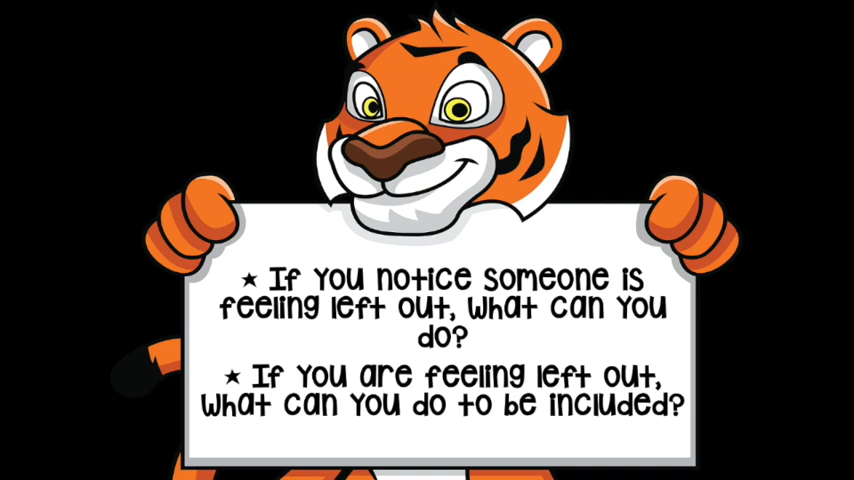 ★ If you notice someone is
feeling left out, what can you
do?
★ If you are feeling left out,
what can you do to be included?